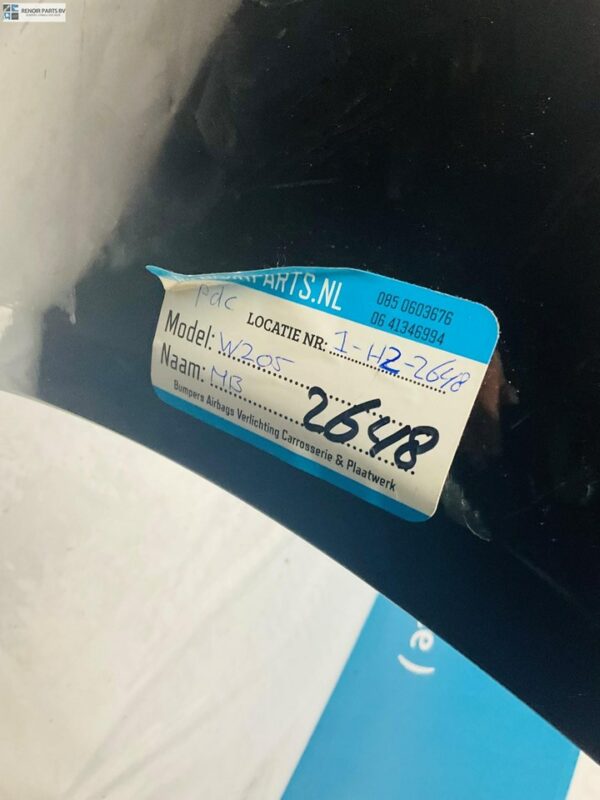 RENOIR PARTS BV
PARTS.NL
085 0603676
06 41346994
pdc
LOCATIE NR: 1-H2-2648
Model: W205
Naam: MB
2648
Bumpers Airbags Verlichting Carrosserie & Plaatwerk
e)